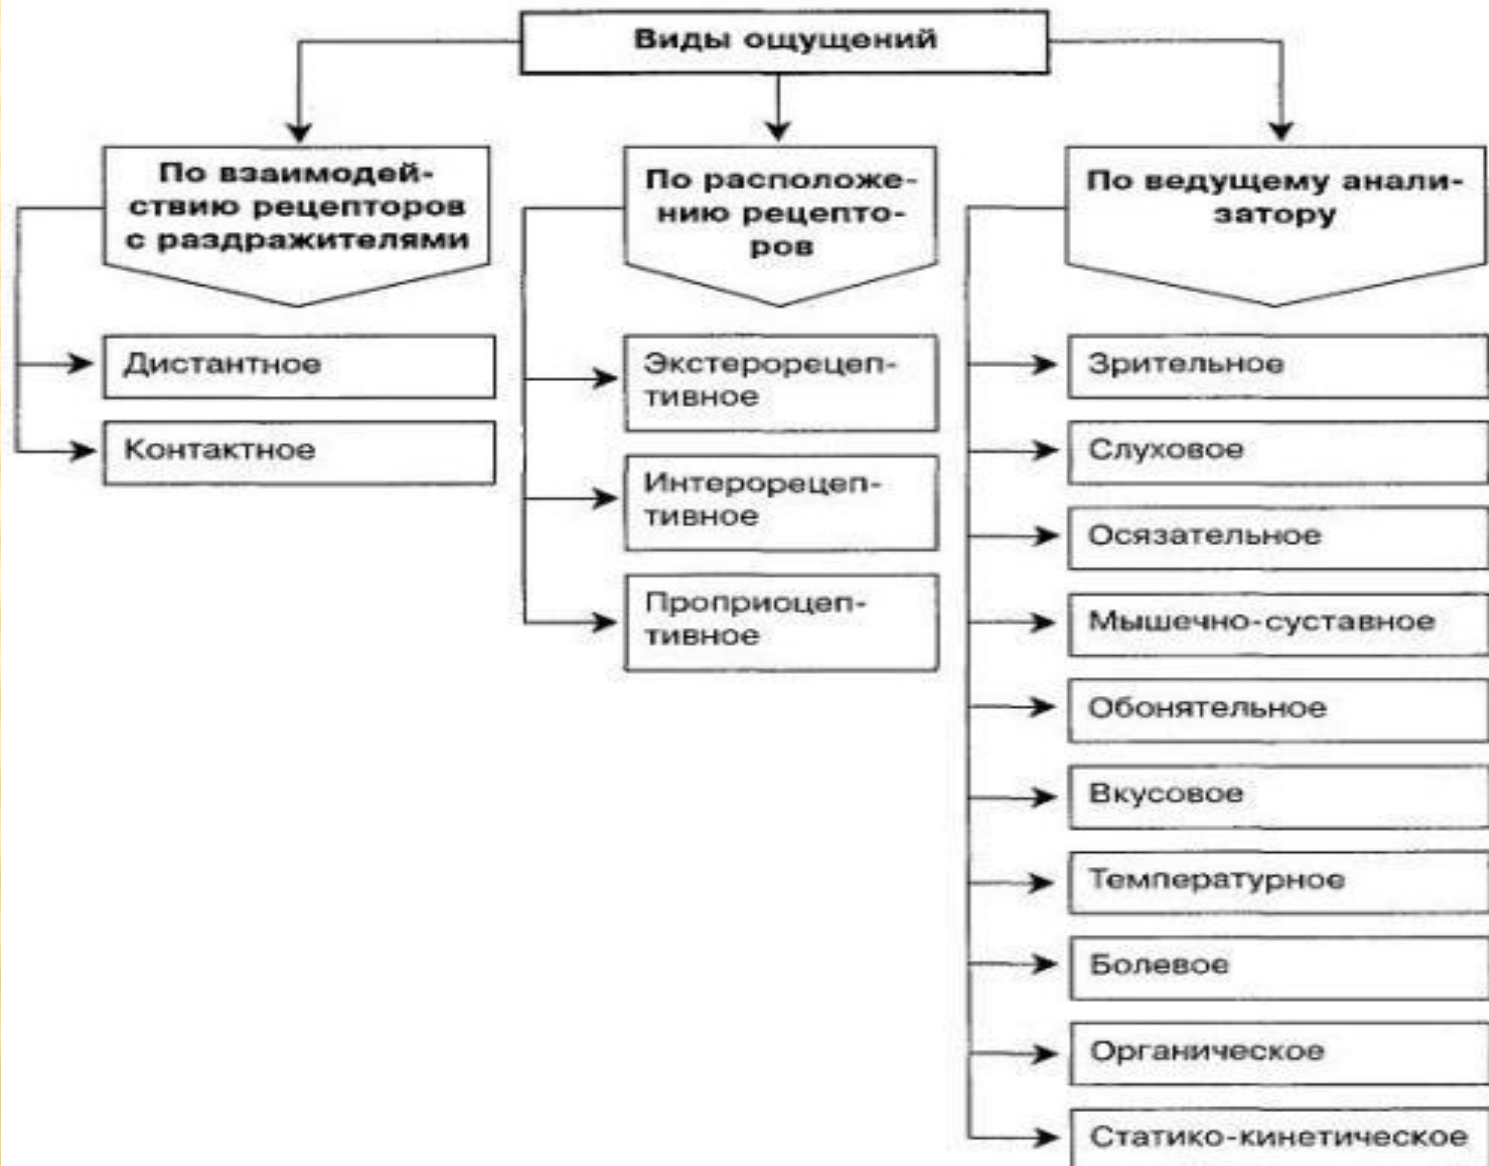 Виды ощущений
По взаимодей-
ствию рецепторов
с раздражителями
Дистантное
Контактное
По расположе-
нию рецепто-
ров
Экстерорецеп-
тивное
Интерорецеп-
тивное
Проприоцеп-
тивное
По ведущему анали-
затору
Зрительное
Слуховое
Осязательное
Мышечно-суставное
Обонятельное
Вкусовое
Температурное
Болевое
Органическое
Статико-кинетическое